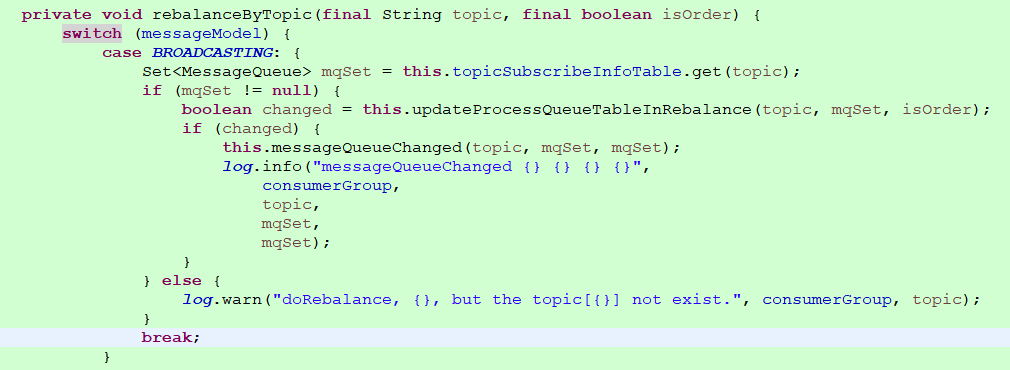 private void rebalanceByTopic(final String topic, final boolean isOrder) {
    switch (messageModel) {
        case BROADCASTING: {
            Set<MessageQueue> mqSet = this.topicSubscribeInfoTable.get(topic);
            if (mqSet != null) {
                boolean changed = this.updateProcessQueueTableInRebalance(topic, mqSet, isOrder);
                if (changed) {
                    this.messageQueueChanged(topic, mqSet, mqSet);
                    log.info("messageQueueChanged {} {} {} {}",
                        consumerGroup,
                        topic,
                        mqSet,
                        mqSet);
                }
            } else {
                log.warn("doRebalance, {}, but the topic[{}] not exist.", consumerGroup, topic);
            }
            break;
        }